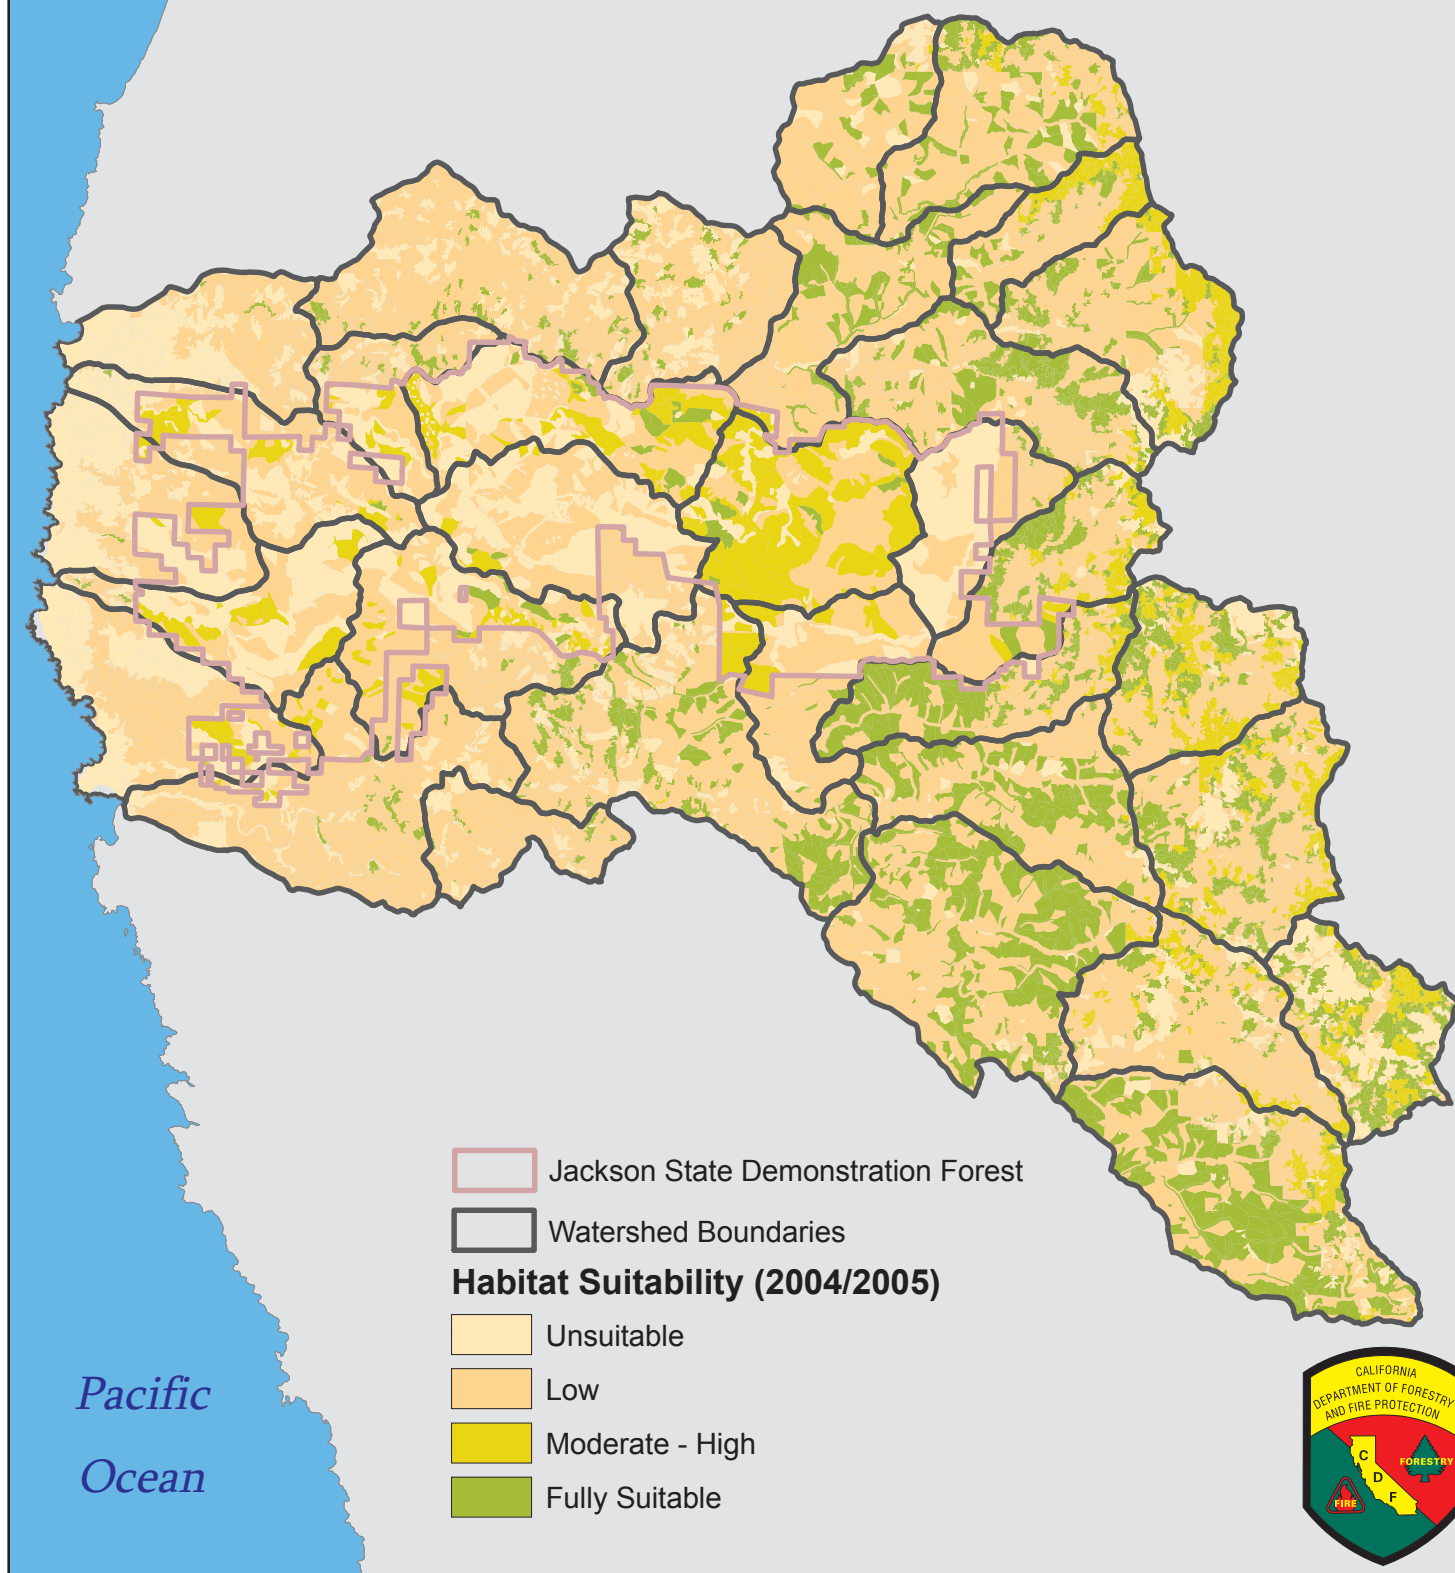 Jackson State Demonstration Forest
Watershed Boundaries
Habitat Suitability (2004/2005)
Unsuitable
Low
Moderate - High
Fully Suitable
Pacific
Ocean
CALIFORNIA
DEPARTMENT OF FORESTRY
AND FIRE PROTECTION
C
D
F
FORESTRY
FIRE